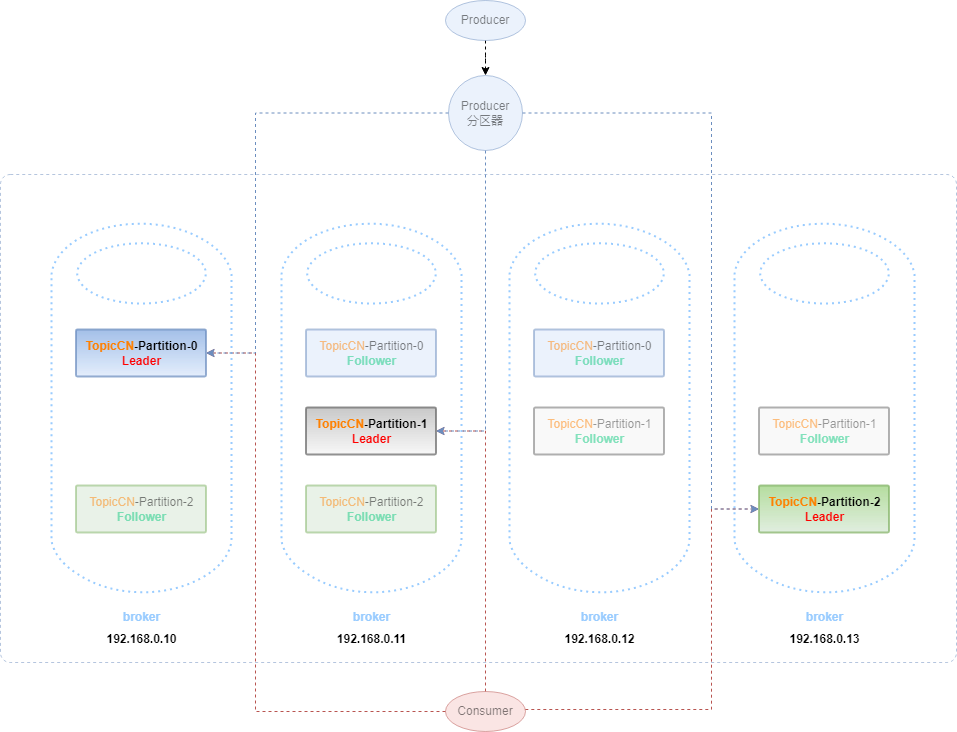 Producer
Producer
分区器
TopicCN-Partition-0
Leader
TopicCN-Partition-0
Follower
TopicCN-Partition-0
Follower
TopicCN-Partition-1
Leader
TopicCN-Partition-1
Follower
TopicCN-Partition-1
Follower
TopicCN-Partition-2
Follower
TopicCN-Partition-2
Follower
TopicCN-Partition-2
Leader
broker
192.168.0.10
broker
192.168.0.11
broker
192.168.0.12
broker
192.168.0.13
Consumer